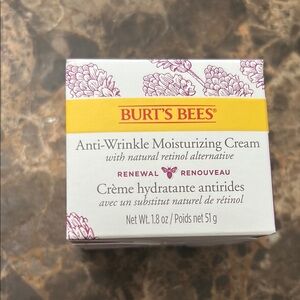 BURT'S BEES®
Anti-Wrinkle Moisturizing Cream
with natural retinol alternative
RENEWAL RENOUVEAU
Crème hydratante antirides
avec un substitut naturel de rétinol
Net Wt. 1.8 oz / Poids net 51 g